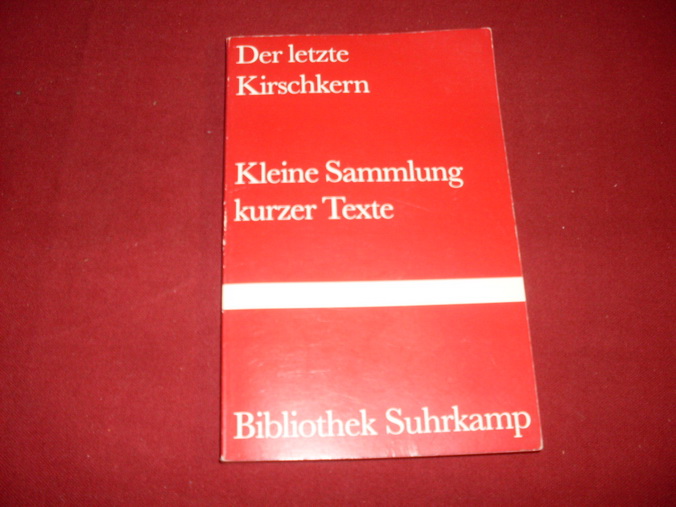 Der letzte
Kirschkern
Kleine Sammlung
kurzer Texte
Bibliothek Suhrkamp